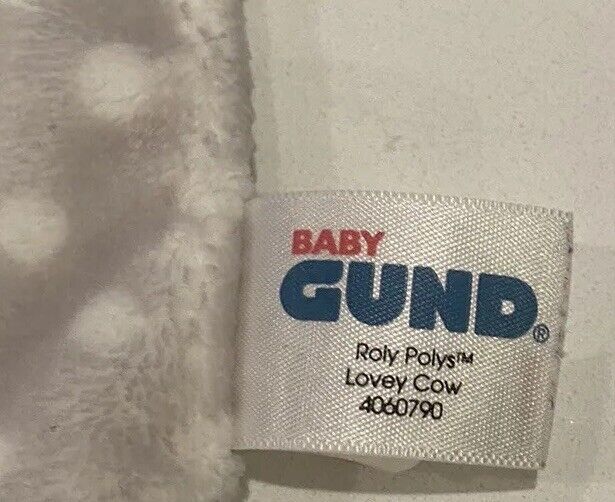 BABY
GUND®
Roly Polys™
Lovey Cow
4060790